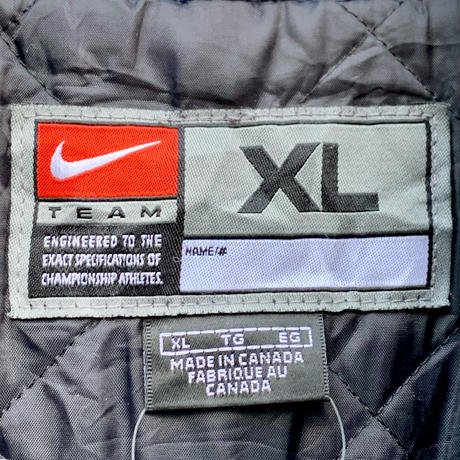 TEAM
ENGINEERED TO THE
EXACT SPECIFICATIONS OF
CHAMPIONSHIP ATHLETES.
XL
NAME/#
XL TG EG
MADE IN CANADA
FABRIQUE AU
CANADA